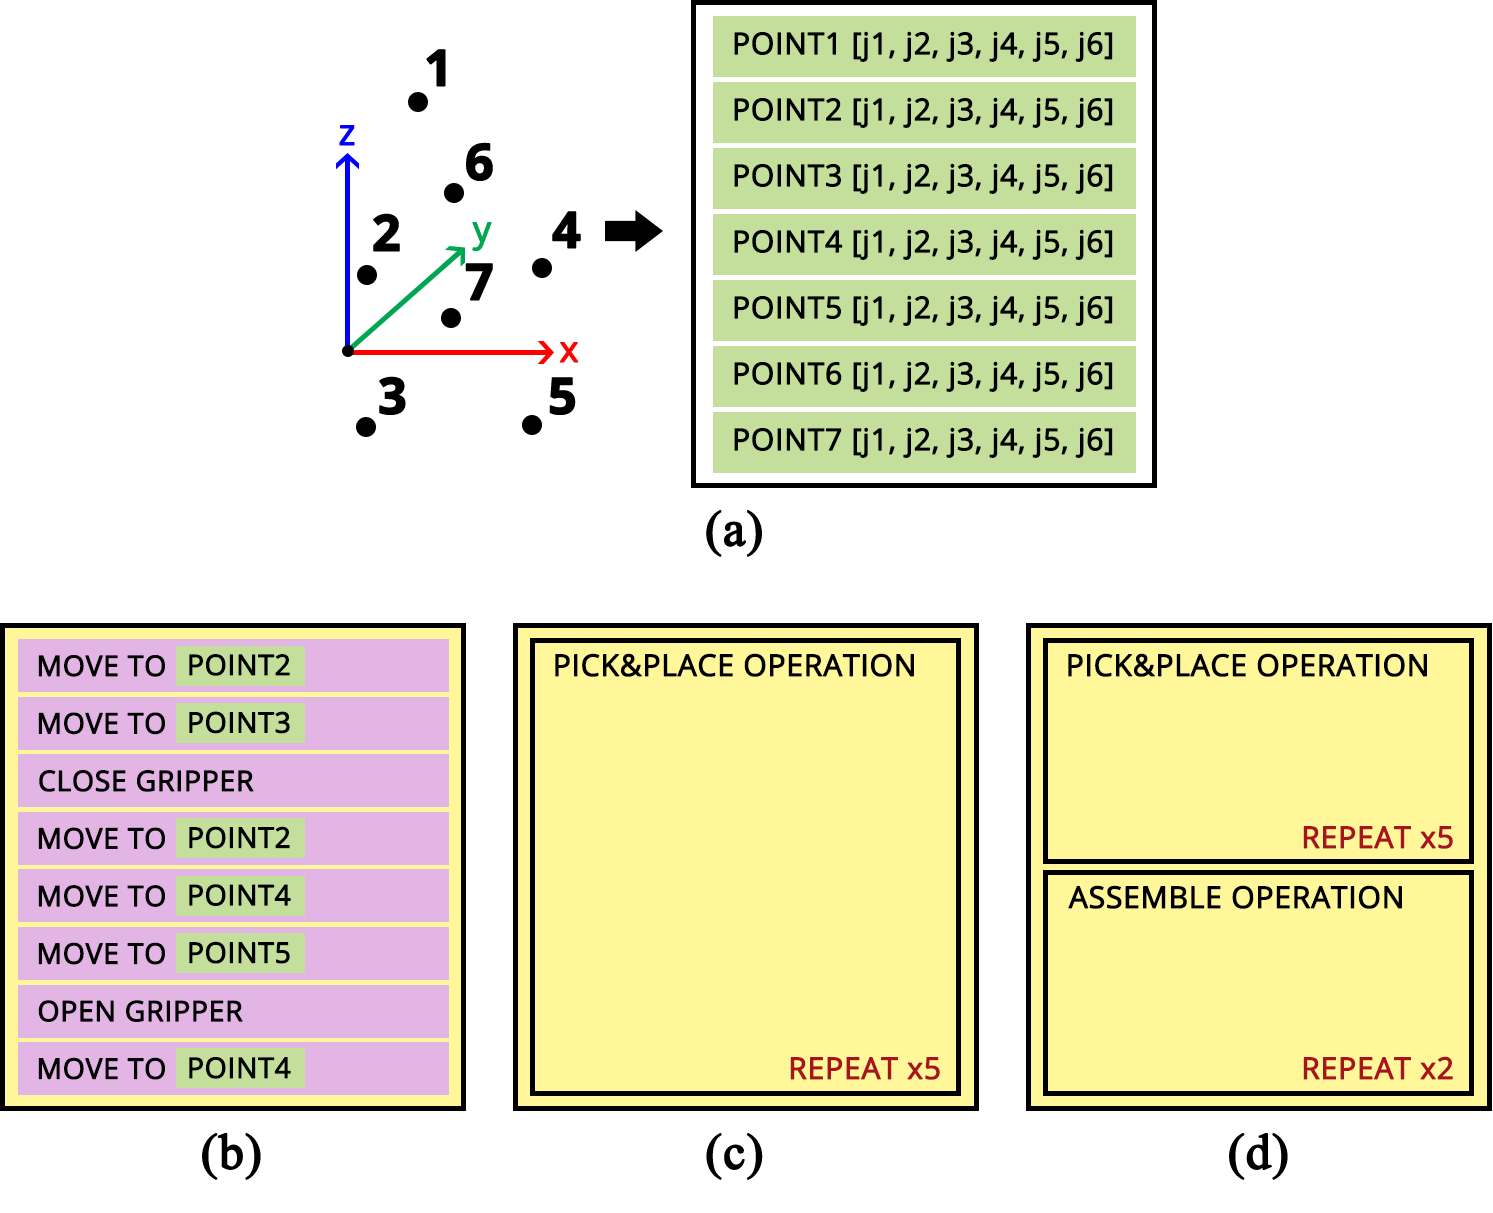 1
z
6
2
y
4
7
x
3
5
POINT1 [j1, j2, j3, j4, j5, j6]
POINT2 [j1, j2, j3, j4, j5, j6]
POINT3 [j1, j2, j3, j4, j5, j6]
POINT4 [j1, j2, j3, j4, j5, j6]
POINT5 [j1, j2, j3, j4, j5, j6]
POINT6 [j1, j2, j3, j4, j5, j6]
POINT7 [j1, j2, j3, j4, j5, j6]
(a)
MOVE TO POINT2
MOVE TO POINT3
CLOSE GRIPPER
MOVE TO POINT2
MOVE TO POINT4
MOVE TO POINT5
OPEN GRIPPER
MOVE TO POINT4
(b)
PICK&PLACE OPERATION
REPEAT x5
(c)
PICK&PLACE OPERATION
REPEAT x5
ASSEMBLE OPERATION
REPEAT x2
(d)